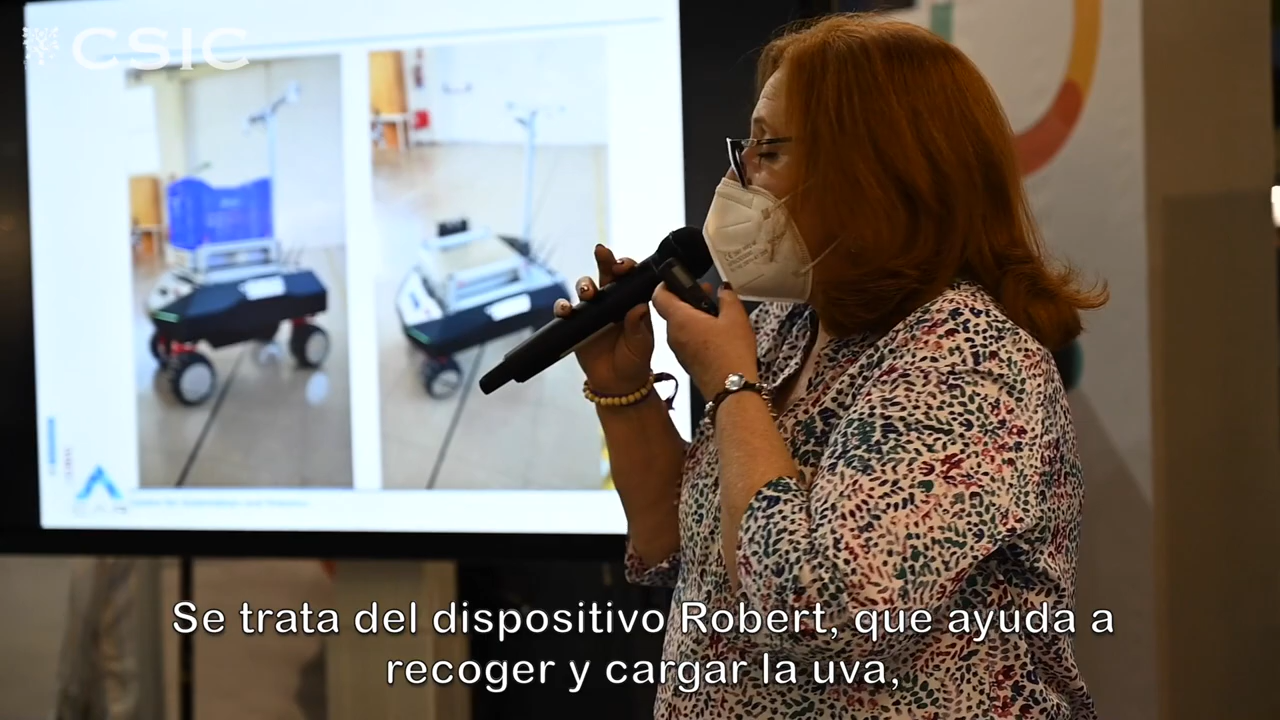 CSIC
Se trata del dispositivo Robert, que ayuda a
recoger y cargar la uva,